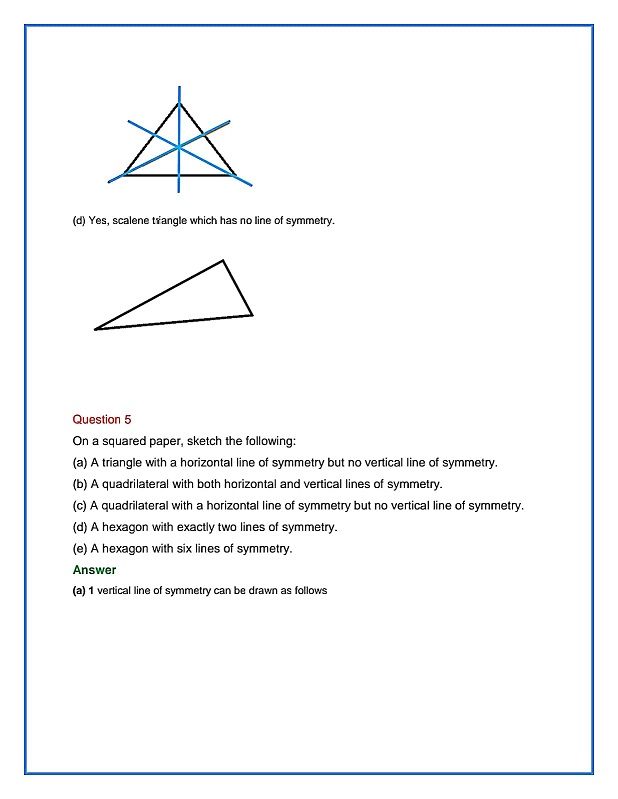 (d) Yes, scalene triangle which has no line of symmetry.
Question 5
On a squared paper, sketch the following:
(a) A triangle with a horizontal line of symmetry but no vertical line of symmetry.
(b) A quadrilateral with both horizontal and vertical lines of symmetry.
(c) A quadrilateral with a horizontal line of symmetry but no vertical line of symmetry.
(d) A hexagon with exactly two lines of symmetry.
(e) A hexagon with six lines of symmetry.
Answer
(a) 1 vertical line of symmetry can be drawn as follows